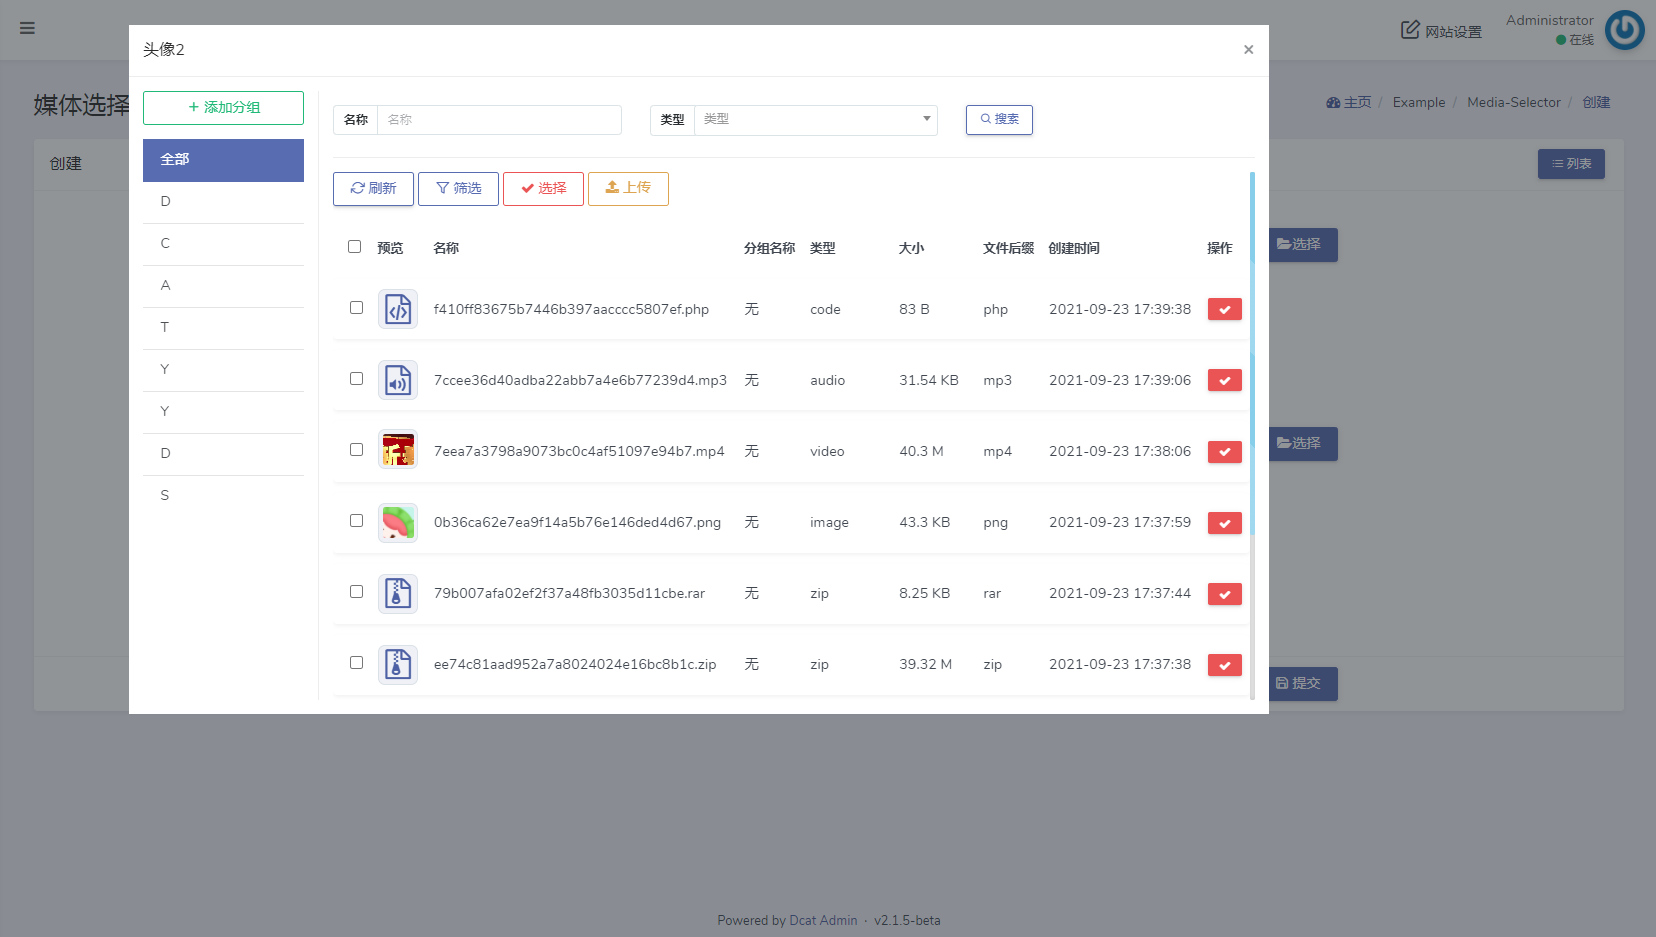 网站设置
Administrator
在线
媒体选择
主页 / Example / Media-Selector / 创建
创建
列表
头像2
×
+ 添加分组
全部
D
C
A
T
Y
Y
D
S
名称 名称 类型 类型 搜索
刷新 筛选 选择 上传
预览 名称 分组名称 类型 大小 文件后缀 创建时间 操作
f410ff83675b7446b397aacccc5807ef.php 无 code 83 B php 2021-09-23 17:39:38
7ccee36d40adba22abb7a4e6b77239d4.mp3 无 audio 31.54 KB mp3 2021-09-23 17:39:06
7eea7a3798a9073bc0c4af51097e94b7.mp4 无 video 40.3 M mp4 2021-09-23 17:38:06
0b36ca62e7ea9f14a5b76e146ded4d67.png 无 image 43.3 KB png 2021-09-23 17:37:59
79b007afa02ef2f37a48fb3035d11cbe.rar 无 zip 8.25 KB rar 2021-09-23 17:37:44
ee74c81aad952a7a8024024e16bc8b1c.zip 无 zip 39.32 M zip 2021-09-23 17:37:38
选择
选择
提交
Powered by Dcat Admin · v2.1.5-beta